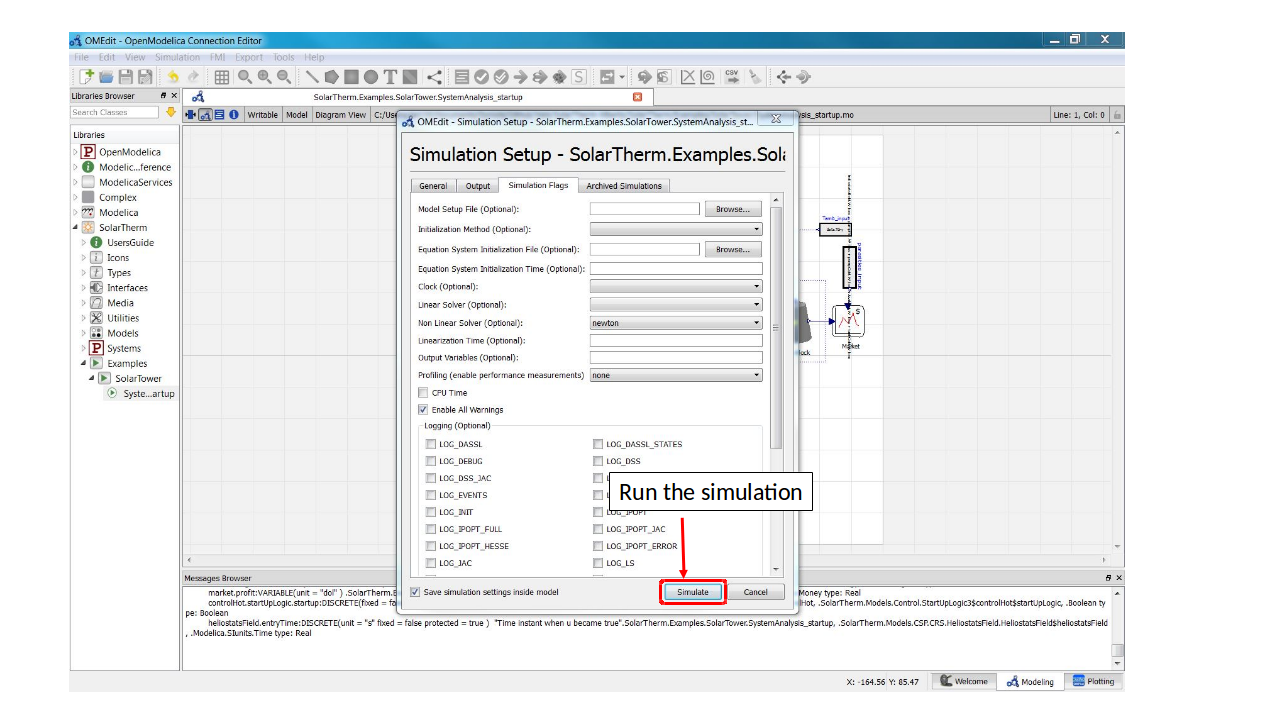 OMEdit - OpenModelica Connection Editor
File Edit View Simulation FMI Export Tools Help
Libraries Browser
SolarTherm.Examples.SolarTower.SystemAnalysis_startup
Search Classes
Writable Model Diagram View C:/Use
sis_startup.mo
Line: 1, Col: 0
Libraries
OpenModelica
Modelic...ference
ModelicaServices
Complex
Modelica
SolarTherm
UsersGuide
Icons
Types
Interfaces
Media
Utilities
Models
Systems
Examples
SolarTower
Syste...artup
OMEdit - Simulation Setup - SolarTherm.Examples.SolarTower.SystemAnalysis_st...
Simulation Setup - SolarTherm.Examples.Sola
General Output Simulation Flags Archived Simulations
Model Setup File (Optional): Browse...
Initialization Method (Optional):
Equation System Initialization File (Optional): Browse...
Equation System Initialization Time (Optional):
Clock (Optional):
Linear Solver (Optional):
Non Linear Solver (Optional): newton
Linearization Time (Optional):
Output Variables (Optional):
Profiling (enable performance measurements) none
CPU Time
Enable All Warnings
Logging (Optional)
LOG_DASSL LOG_DASSL_STATES
LOG_DEBUG LOG_DSS
LOG_DSS_JAC
LOG_EVENTS
LOG_INIT LOG_IPOPT
LOG_IPOPT_FULL LOG_IPOPT_JAC
LOG_IPOPT_HESSE LOG_IPOPT_ERROR
LOG_JAC LOG_LS
Run the simulation
Save simulation settings inside model Simulate Cancel
Temb_input
parasities_input
S
Market
lock
Messages Browser
market.profit:VARIABLE(unit = "dol" ) .SolarTherm.E
Money type: Real
controlHot.startUpLogic.startup:DISCRETE(fixed = fa
Hot, .SolarTherm.Models.Control.StartUpLogic3$controlHot$startUpLogic, .Boolean ty
pe: Boolean
heliostatsField.entryTime:DISCRETE(unit = "s" fixed = false protected = true ) "Time instant when u became true".SolarTherm.Examples.SolarTower.SystemAnalysis_startup, .SolarTherm.Models.CSP.CRS.HeliostatsField.HeliostatsField$heliostatsField
, .Modelica.SIunits.Time type: Real
X: -164.56 Y: 85.47 Welcome Modeling Plotting